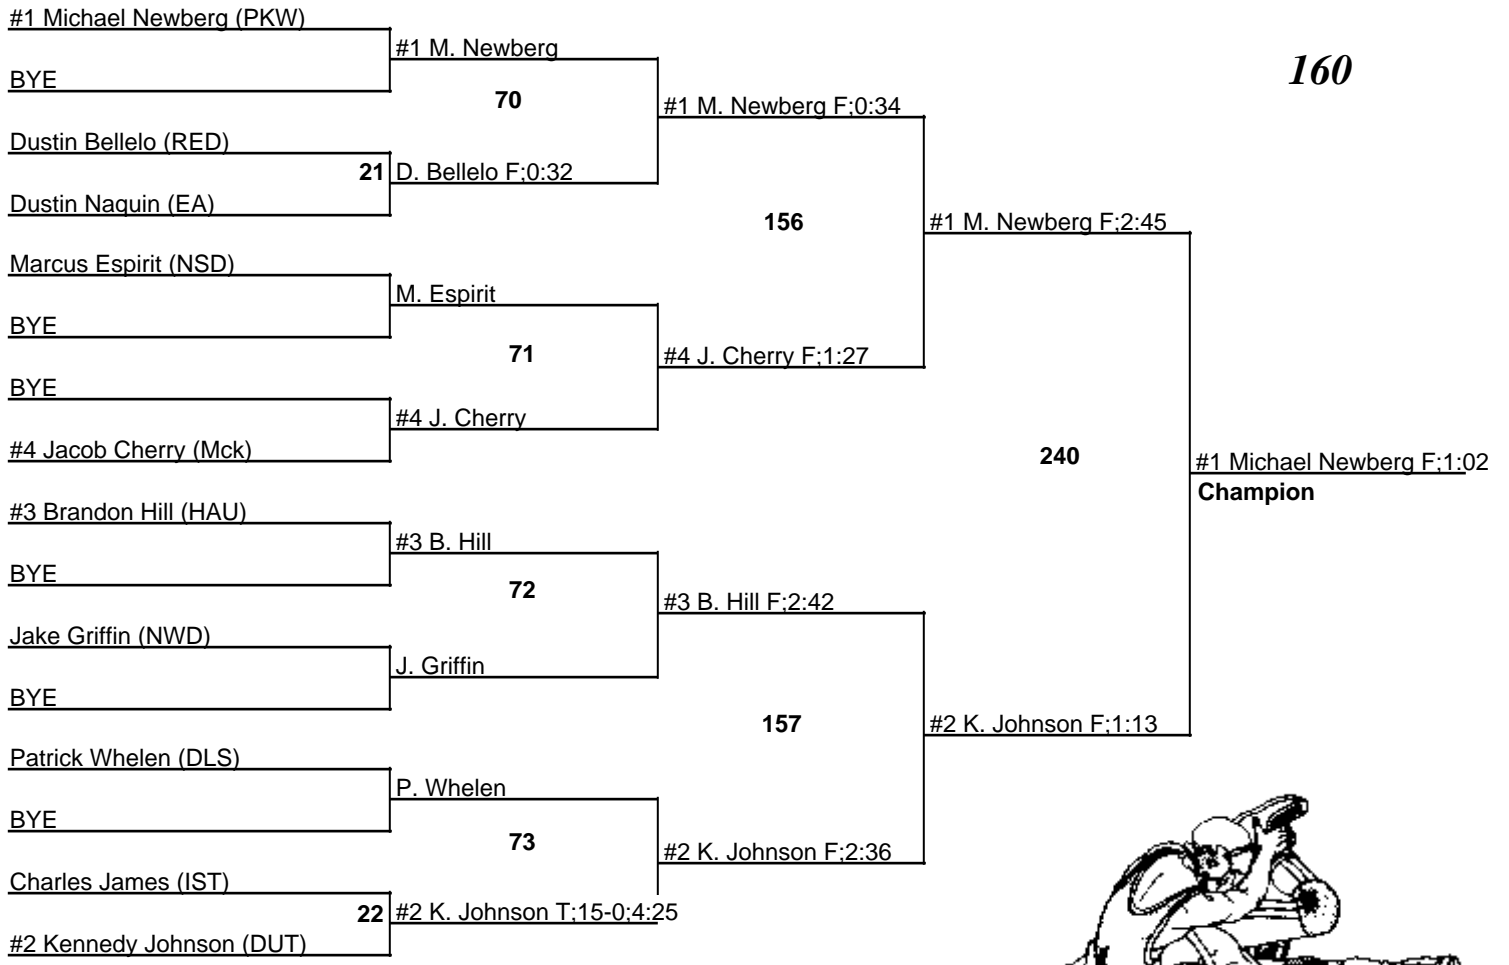 #1 Michael Newberg (PKW)
#1 M. Newberg
160
BYE
70
#1 M. Newberg F;0:34
Dustin Bellelo (RED)
21 D. Bellelo F;0:32
Dustin Naquin (EA)
156
#1 M. Newberg F;2:45
Marcus Espirit (NSD)
M. Espirit
BYE
71
#4 J. Cherry F;1:27
BYE
#4 J. Cherry
#4 Jacob Cherry (Mck)
240
#1 Michael Newberg F;1:02
Champion
#3 Brandon Hill (HAU)
#3 B. Hill
BYE
72
#3 B. Hill F;2:42
Jake Griffin (NWD)
J. Griffin
BYE
157
#2 K. Johnson F;1:13
Patrick Whelen (DLS)
P. Whelen
BYE
73
#2 K. Johnson F;2:36
Charles James (IST)
22 #2 K. Johnson T;15-0;4:25
#2 Kennedy Johnson (DUT)